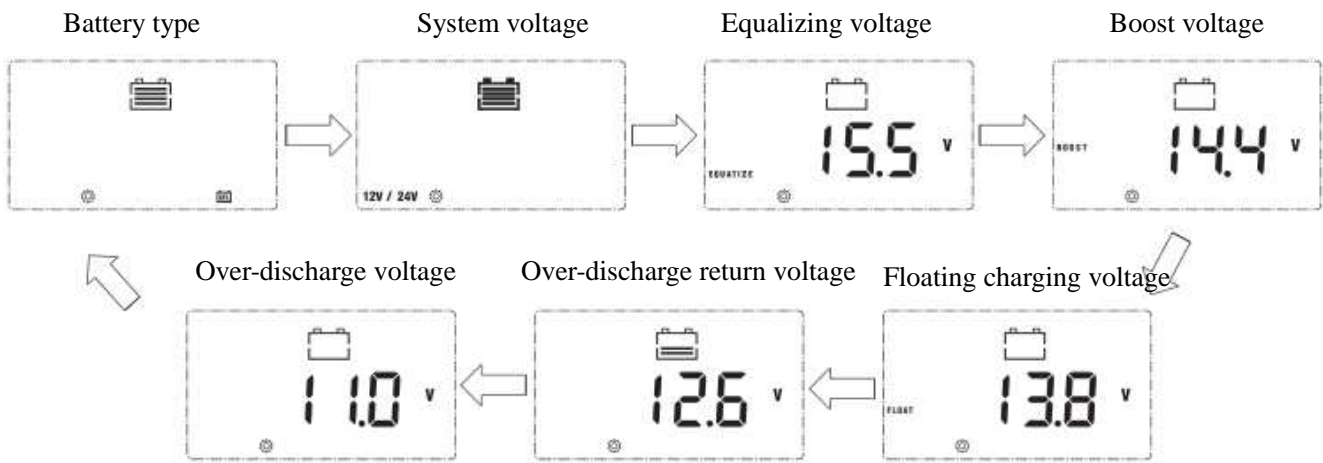 Battery type
System voltage
Equalizing voltage
Boost voltage
12V / 24V
EQUATIZE
15.5 V
BOOST
14.4 V
Over-discharge voltage
Over-discharge return voltage
Floating charging voltage
11.0 V
12.6 V
FLOAT
13.8 V